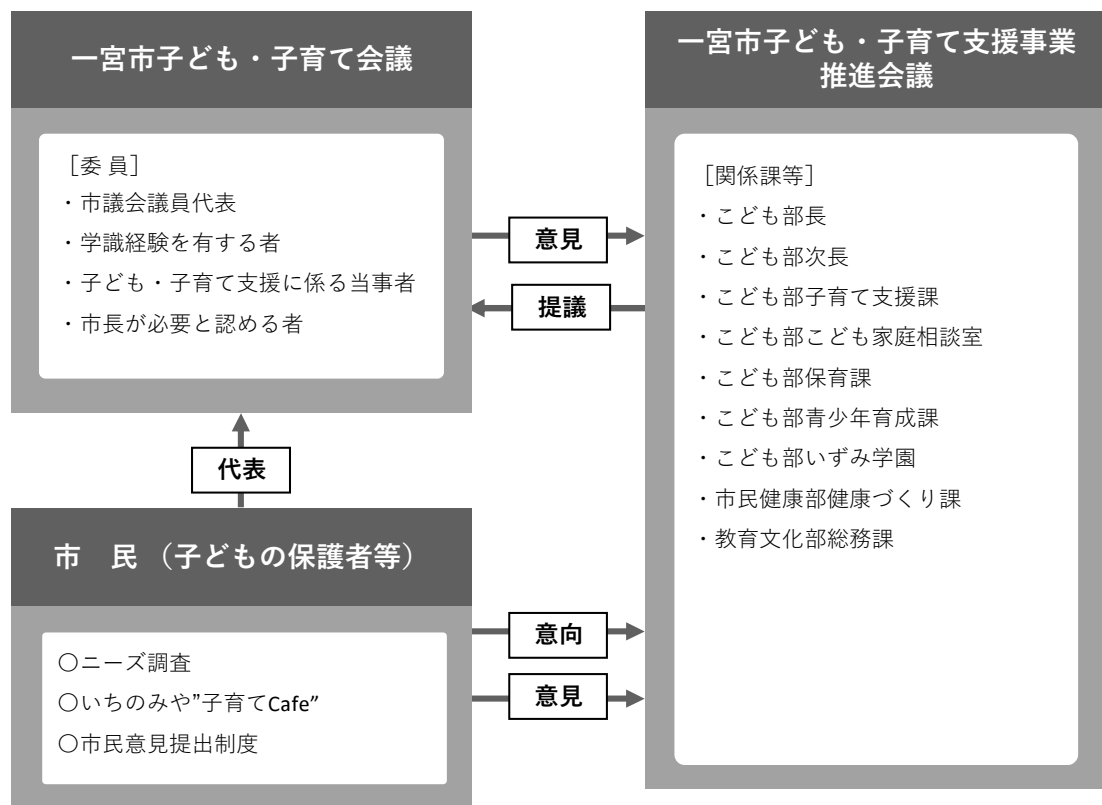 一宮市子ども・子育て会議
［委 員］
・市議会議員代表
・学識経験を有する者
・子ども・子育て支援に係る当事者
・市長が必要と認める者
意見
提議
代表
一宮市子ども・子育て支援事業
推進会議
［関係課等］
・こども部長
・こども部次長
・こども部子育て支援課
・こども部こども家庭相談室
・こども部保育課
・こども部青少年育成課
・こども部いずみ学園
・市民健康部健康づくり課
・教育文化部総務課
市　民（子どもの保護者等）
〇ニーズ調査
〇いちのみや”子育てCafe”
〇市民意見提出制度
意向
意見